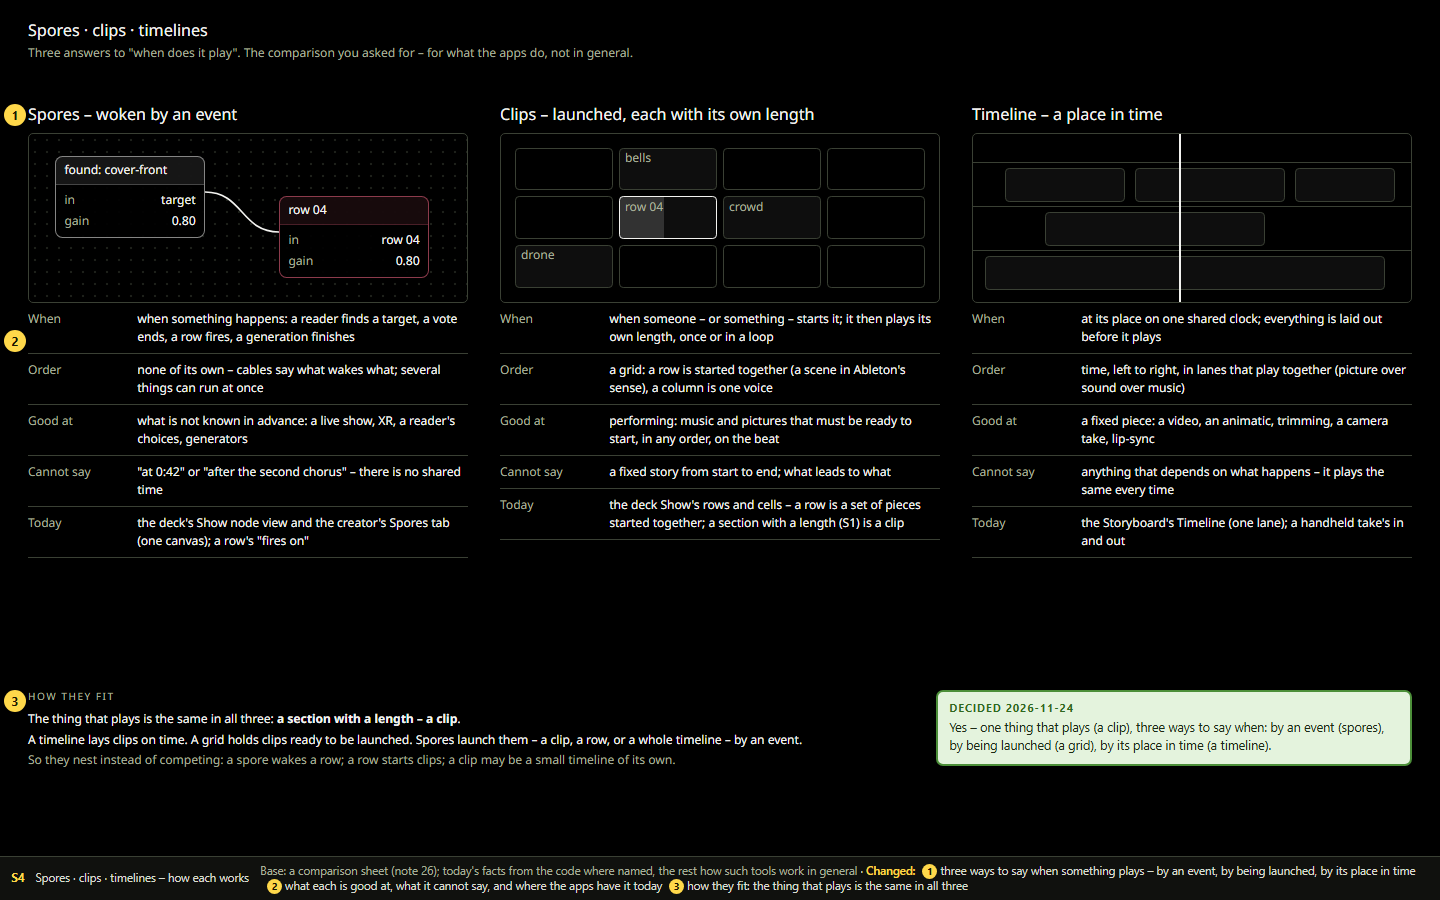 Spores · clips · timelines
Three answers to "when does it play". The comparison you asked for – for what the apps do, not in general.
1 Spores – woken by an event
found: cover-front
in target
gain 0.80
row 04
in row 04
gain 0.80
2
When when something happens: a reader finds a target, a vote
ends, a row fires, a generation finishes
Order none of its own – cables say what wakes what; several
things can run at once
Good at what is not known in advance: a live show, XR, a reader's
choices, generators
Cannot say "at 0:42" or "after the second chorus" – there is no shared
time
Today the deck's Show node view and the creator's Spores tab
(one canvas); a row's "fires on"
Clips – launched, each with its own length
bells
row 04 crowd
drone
When when someone – or something – starts it; it then plays its
own length, once or in a loop
Order a grid: a row is started together (a scene in Ableton's
sense), a column is one voice
Good at performing: music and pictures that must be ready to
start, in any order, on the beat
Cannot say a fixed story from start to end; what leads to what
Today the deck Show's rows and cells – a row is a set of pieces
started together; a section with a length (S1) is a clip
Timeline – a place in time
When at its place on one shared clock; everything is laid out
before it plays
Order time, left to right, in lanes that play together (picture over
sound over music)
Good at a fixed piece: a video, an animatic, trimming, a camera
take, lip-sync
Cannot say anything that depends on what happens – it plays the
same every time
Today the Storyboard's Timeline (one lane); a handheld take's in
and out
3 HOW THEY FIT
The thing that plays is the same in all three: a section with a length – a clip.
A timeline lays clips on time. A grid holds clips ready to be launched. Spores launch them – a clip, a row, or a whole timeline – by an event.
So they nest instead of competing: a spore wakes a row; a row starts clips; a clip may be a small timeline of its own.
DECIDED 2026-11-24
Yes – one thing that plays (a clip), three ways to say when: by an event (spores),
by being launched (a grid), by its place in time (a timeline).
S4 Spores · clips · timelines – how each works
Base: a comparison sheet (note 26); today's facts from the code where named, the rest how such tools work in general · Changed: 1 three ways to say when something plays – by an event, by being launched, by its place in time
2 what each is good at, what it cannot say, and where the apps have it today 3 how they fit: the thing that plays is the same in all three